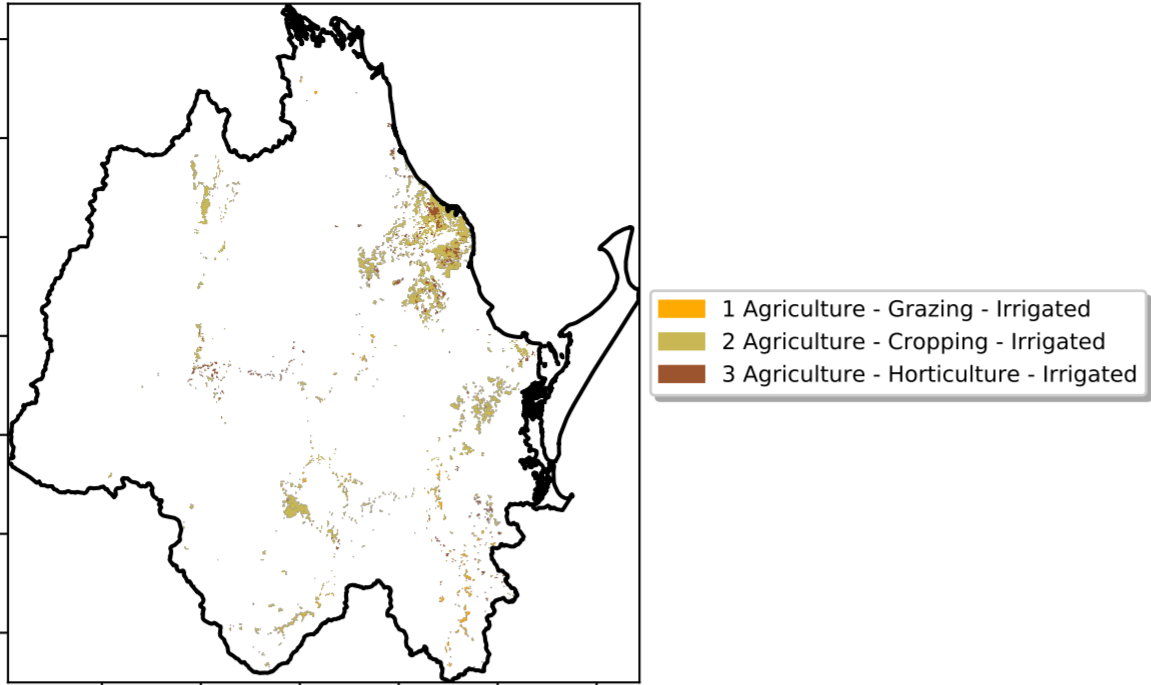 1 Agriculture - Grazing - Irrigated
2 Agriculture - Cropping - Irrigated
3 Agriculture - Horticulture - Irrigated